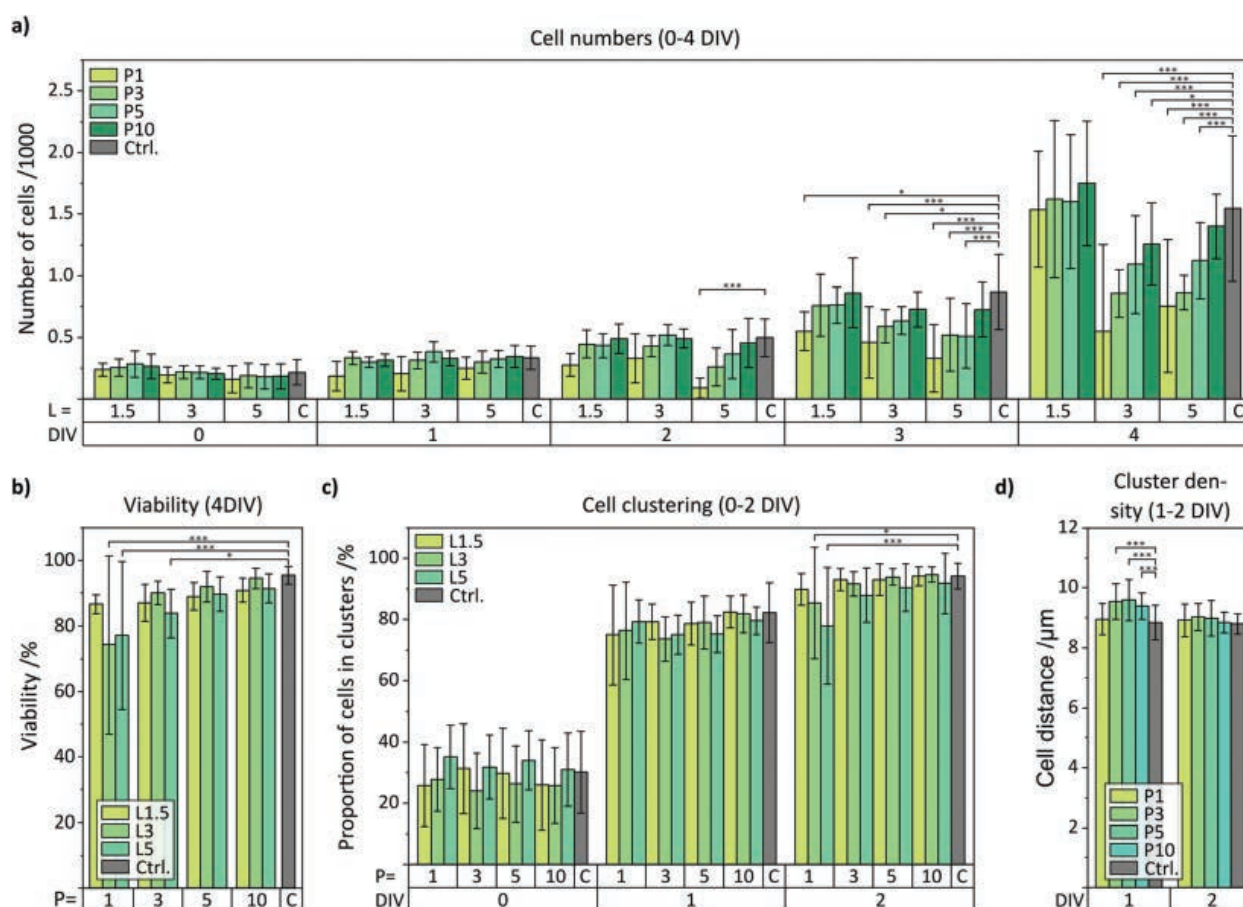 a)
Cell numbers (0-4 DIV)
Number of cells /1000
2.5
2.0
1.5
1.0
0.5
P1
P3
P5
P10
Ctrl.
*** 
***
***
*
***
***
***
*
***
*
***
***
***
***
L = 1.5 3 5 C 1.5 3 5 C 1.5 3 5 C 1.5 3 5 C 1.5 3 5 C
DIV 0 1 2 3 4
b)
Viability (4DIV)
Viability /%
100
80
60
40
20
0
***
***
*
L1.5
L3
L5
Ctrl.
P= 1 3 5 10 C
c)
Cell clustering (0-2 DIV)
Proportion of cells in clusters /%
100
80
60
40
20
0
L1.5
L3
L5
Ctrl.
*
***
P= 1 3 5 10 C 1 3 5 10 C 1 3 5 10 C
DIV 0 1 2
d)
Cluster den-
sity (1-2 DIV)
Cell distance /µm
12
10
8
6
4
2
***
***
***
P1
P3
P5
P10
Ctrl.
DIV 1 2